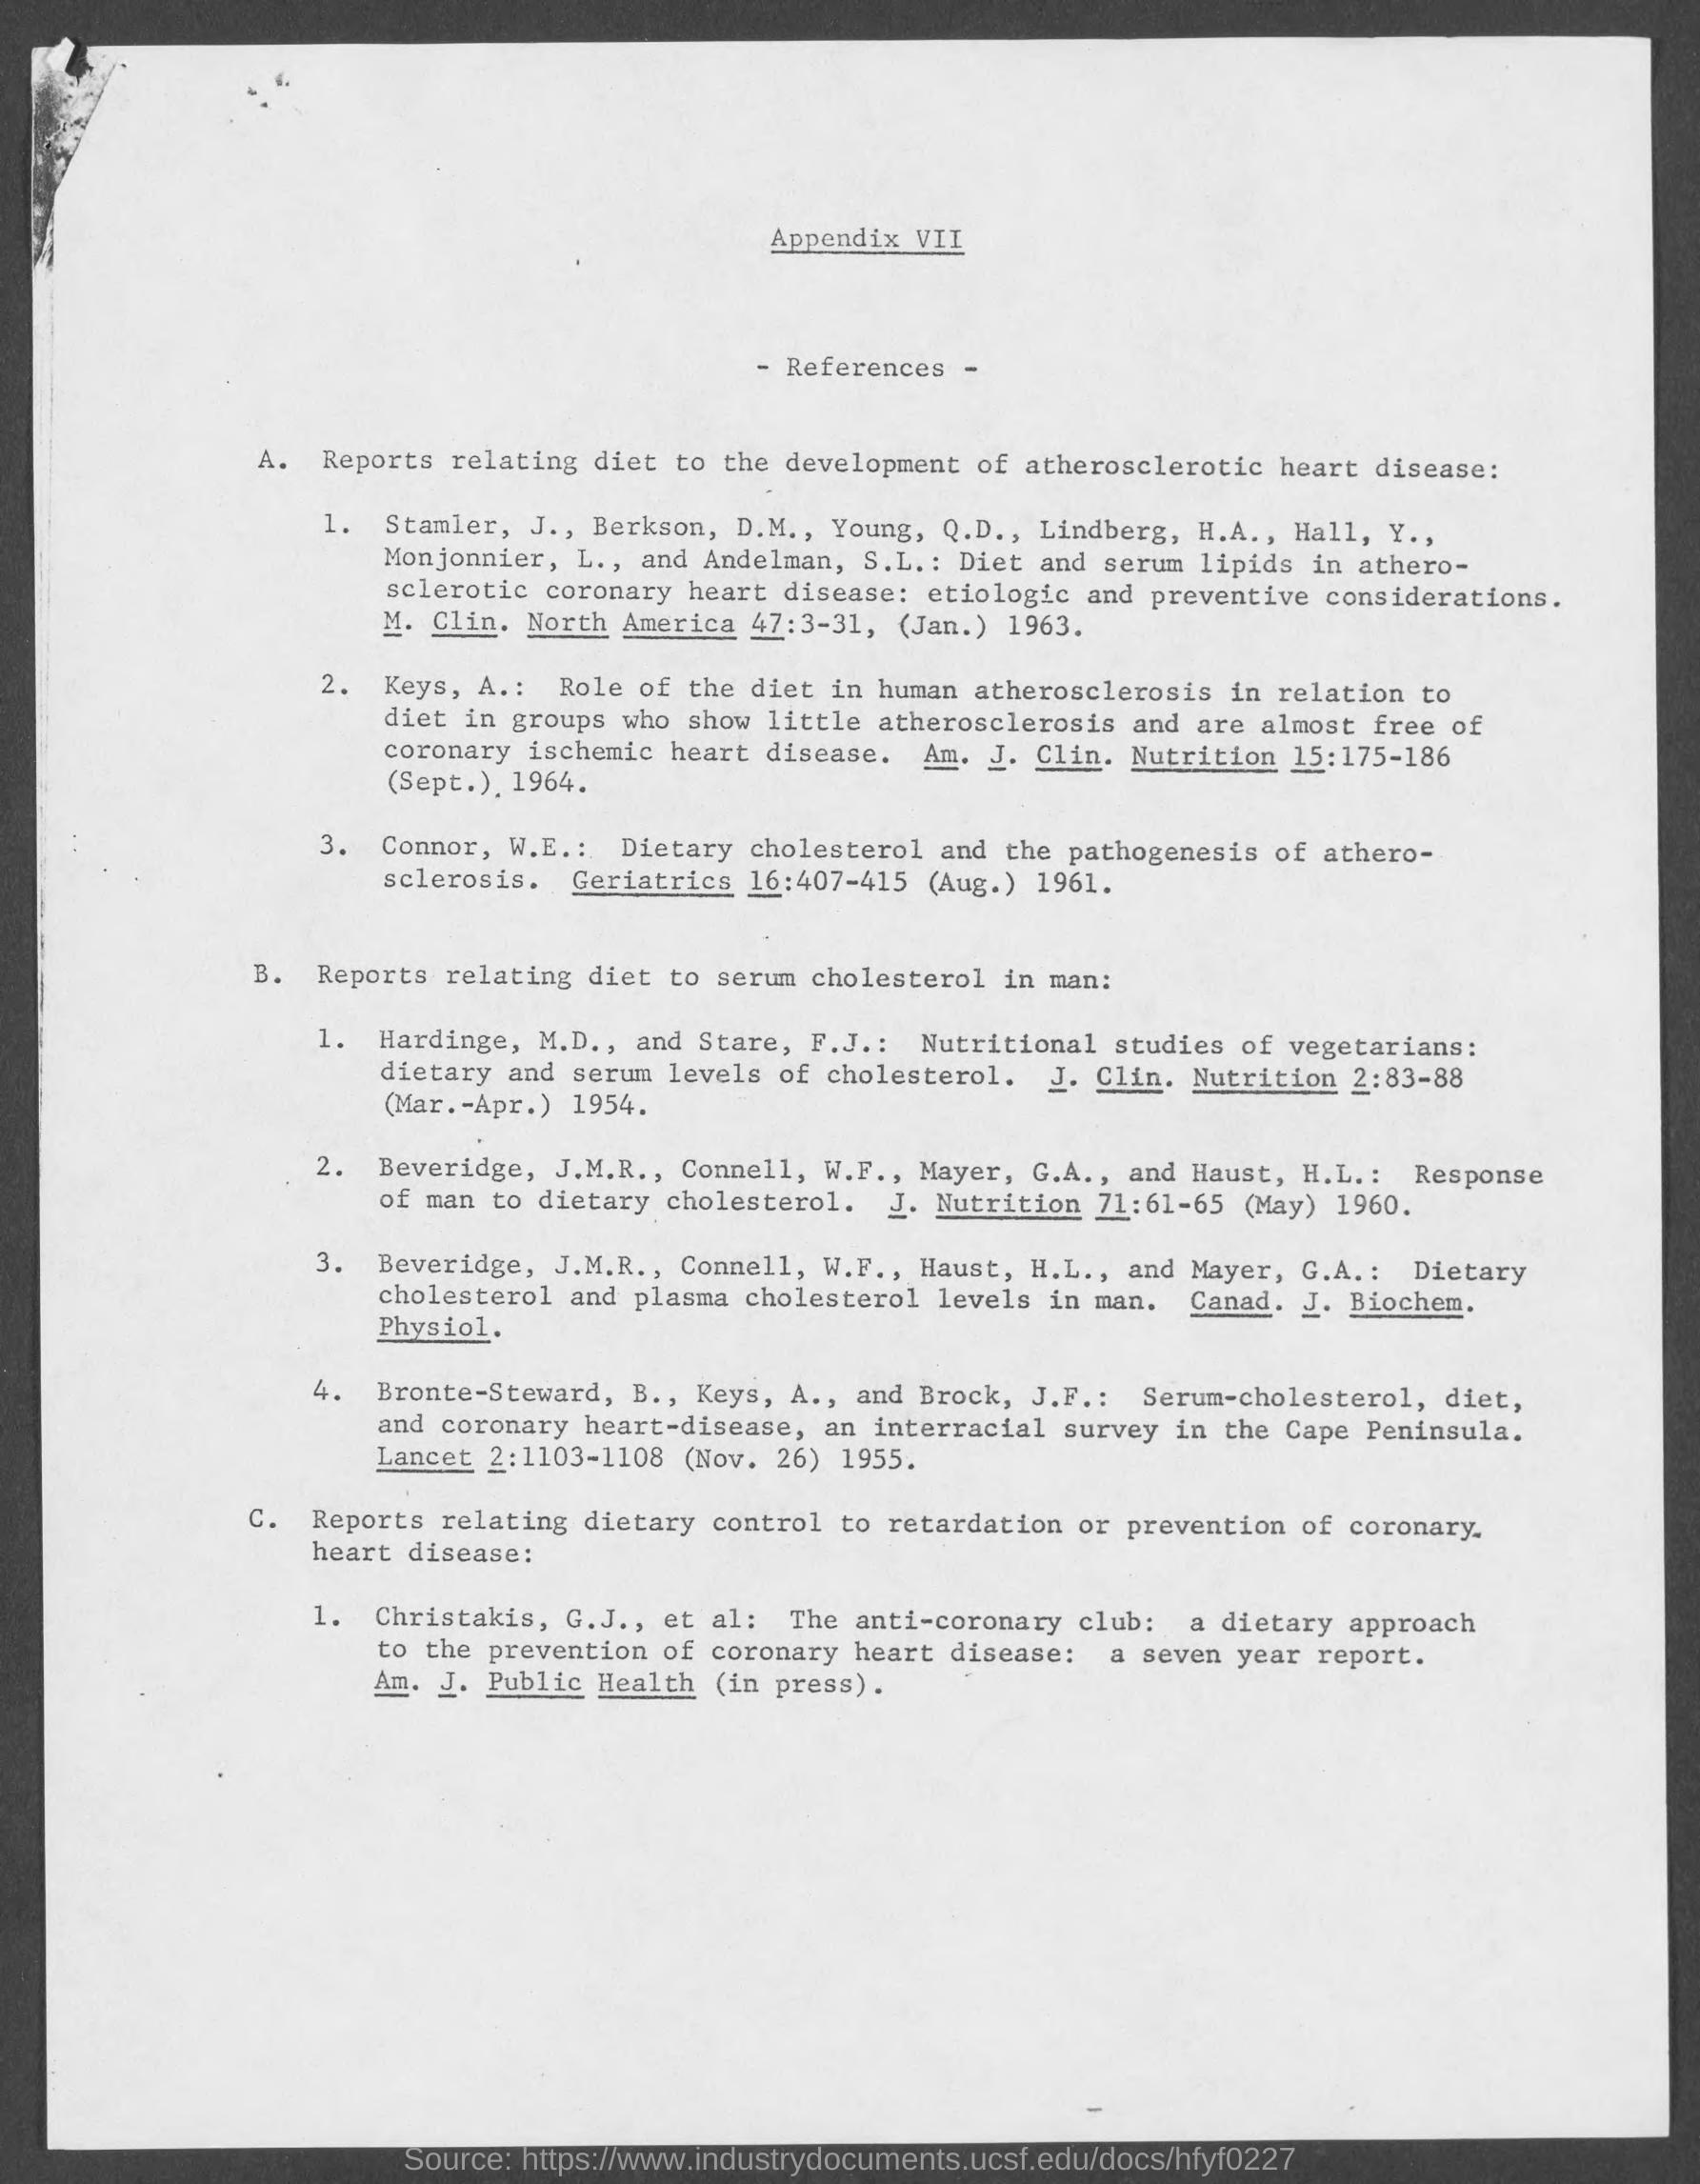 Appendix VII
- References -
A. Reports relating diet to the development of atherosclerotic heart disease:
1. Stamler, J., Berkson, D.M., Young, Q.D., Lindberg, H.A., Hall, Y.,
Monjonnier, L., and Andelman, S.L.: Diet and serum lipids in athero-
sclerotic coronary heart disease: etiologic and preventive considerations.
M. Clin. North America 47:3-31, (Jan.) 1963.
2. Keys, A.: Role of the diet in human atherosclerosis in relation to
diet in groups who show little atherosclerosis and are almost free of
coronary ischemic heart disease. Am. J. Clin. Nutrition 15:175-186
(Sept.) 1964.
3. Connor, W.E.: Dietary cholesterol and the pathogenesis of athero-
sclerosis. Geriatrics 16:407-415 (Aug.) 1961.
B. Reports relating diet to serum cholesterol in man:
1. Hardinge, M.D., and Stare, F.J.: Nutritional studies of vegetarians:
dietary and serum levels of cholesterol. J. Clin. Nutrition 2:83-88
(Mar.-Apr.) 1954.
2. Beveridge, J.M.R., Connell, W.F., Mayer, G.A., and Haust, H.L.: Response
of man to dietary cholesterol. J. Nutrition 71:61-65 (May) 1960.
3. Beveridge, J.M.R., Connell, W.F., Haust, H.L., and Mayer, G.A.: Dietary
cholesterol and plasma cholesterol levels in man. Canad. J. Biochem.
Physiol.
4. Bronte-Steward, B., Keys, A., and Brock, J.F.: Serum-cholesterol, diet,
and coronary heart-disease, an interracial survey in the Cape Peninsula.
Lancet 2:1103-1108 (Nov. 26) 1955.
C. Reports relating dietary control to retardation or prevention of coronary
heart disease:
1. Christakis, G.J., et al: The anti-coronary club: a dietary approach
to the prevention of coronary heart disease: a seven year report.
Am. J. Public Health (in press).
Source: https://www.industrydocuments.ucsf.edu/docs/hfyf0227